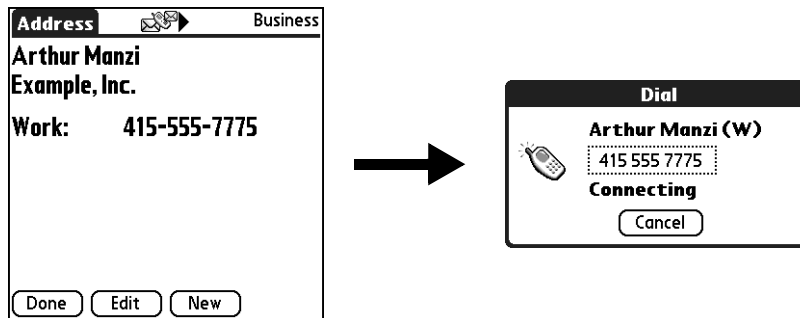 Address Business
Arthur Manzi
Example, Inc.
Work: 415-555-7775
Done Edit New
Dial
Arthur Manzi (W)
415 555 7775
Connecting
Cancel